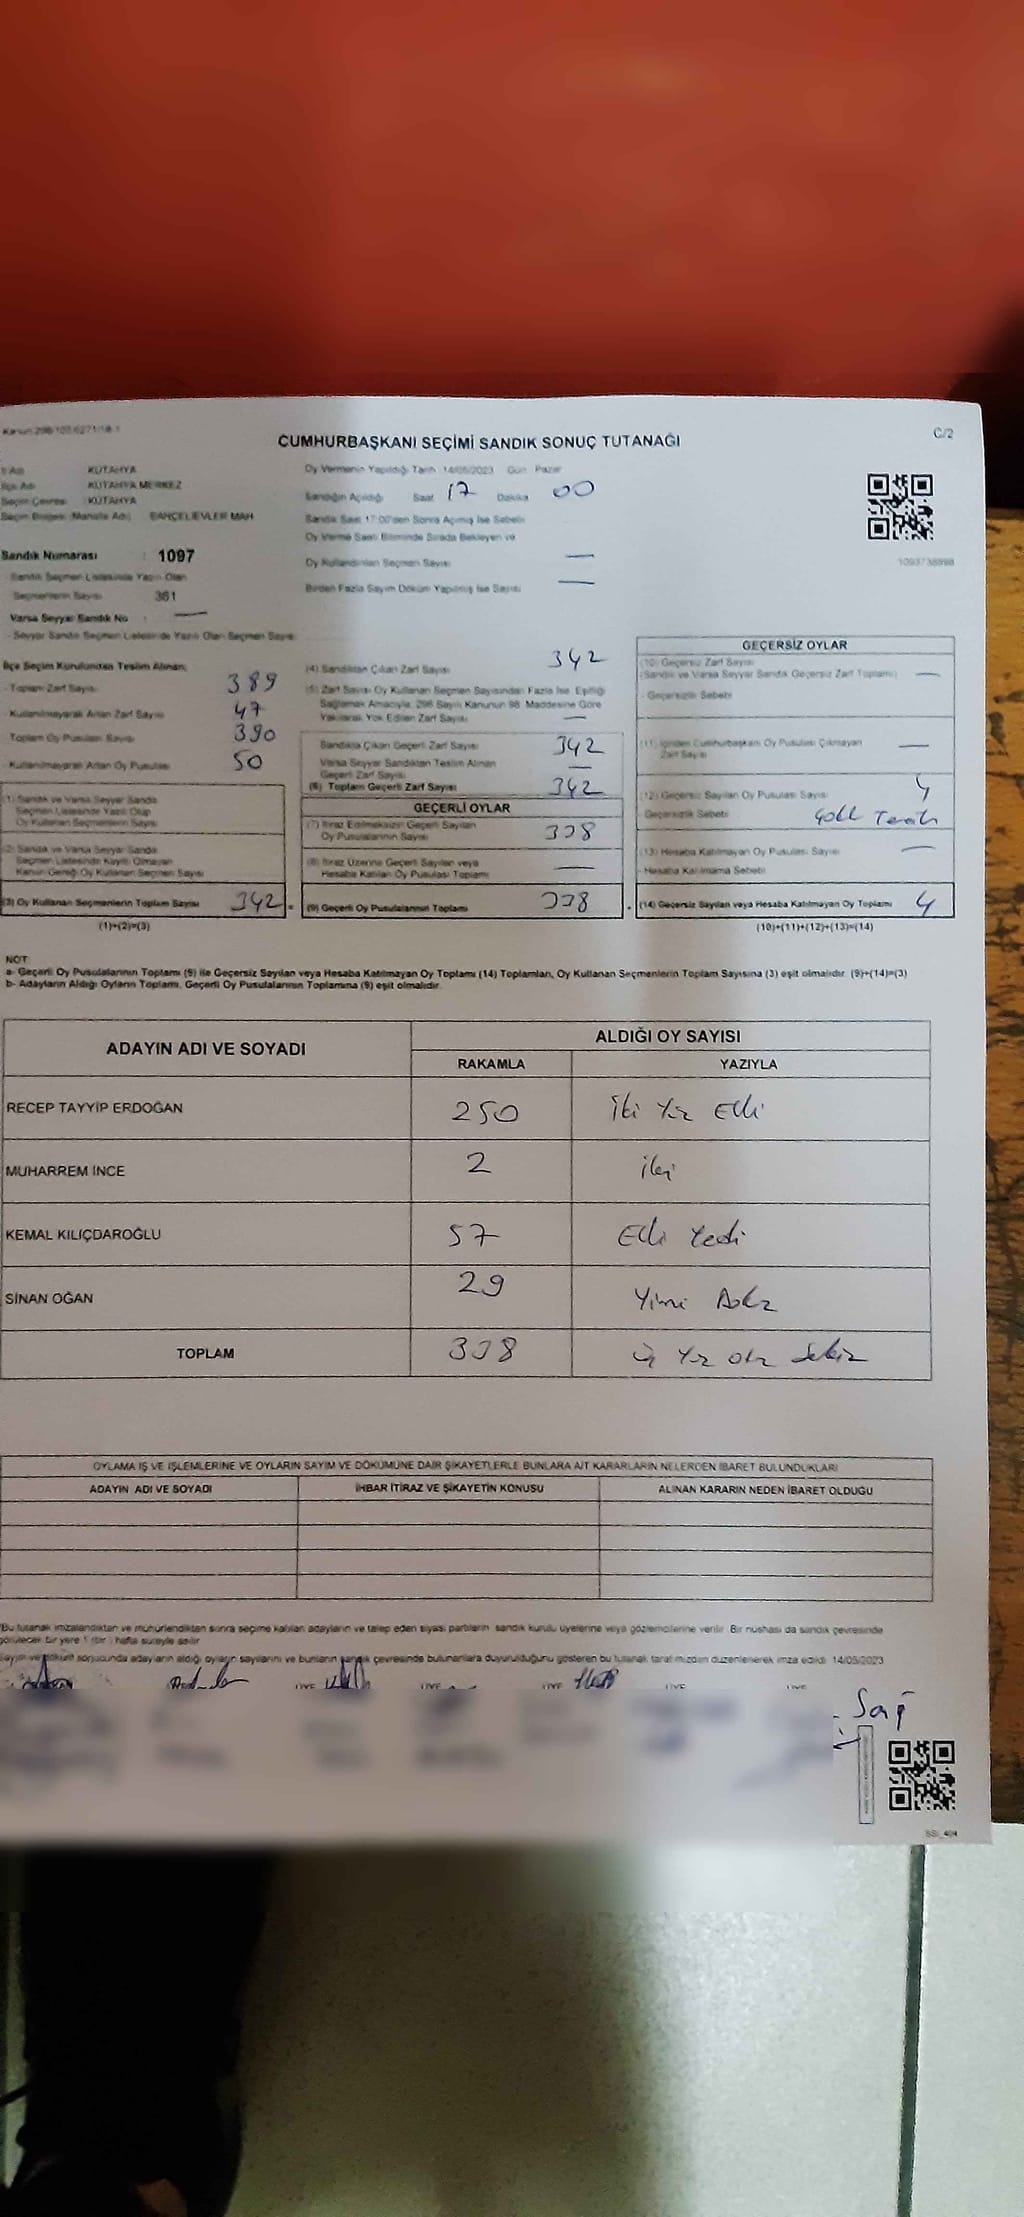 Kanun 298/105
C/2
CUMHURBAŞKANI SEÇİMİ SANDIK SONUÇ TUTANAĞI
İl Adı KÜTAHYA
İlçe Adı KÜTAHYA MERKEZ
Seçim Çevresi KÜTAHYA
Seçim Bölgesi (Mahalle Adı) BAHÇELİEVLER MAH
Sandık Numarası : 1097
Sandık Seçmen Listesinde Yazılı Olan
Seçmenlerin Sayısı 361
Varsa Seyyar Sandık No : —
- Seyyar Sandık Seçmen Listesinde Yazılı Olan Seçmen Sayısı
Oy Vermenin Yapıldığı Tarih 14/05/2023 Gün Pazar
Sandığın Açıldığı Saat 17 Dakika 00
Sandık Saat 17:00'den Sonra Açılmış İse Sebebi
Oy Verme Saati Bitiminde Sırada Bekleyen ve
Oy Kullandırılan Seçmen Sayısı —
Birden Fazla Sayım Döküm Yapılmış İse Sayısı —
1093738998
İlçe Seçim Kurulundan Teslim Alınan;
- Toplam Zarf Sayısı 389
- Kullanılmayarak Artan Zarf Sayısı 47
Toplam Oy Pusulası Sayısı 390
- Kullanılmayarak Artan Oy Pusulası 50
(1) Sandık ve Varsa Seyyar Sandık
Seçmen Listesinde Yazılı Olup
Oy Kullanan Seçmenlerin Sayısı
(2) Sandık ve Varsa Seyyar Sandık
Seçmen Listesinde Kayıtlı Olmayan
Kanun Gereği Oy Kullanan Seçmen Sayısı
(3) Oy Kullanan Seçmenlerin Toplam Sayısı 342
(1)+(2)=(3)
(4) Sandıktan Çıkan Zarf Sayısı 342
(5) Zarf Sayısı Oy Kullanan Seçmen Sayısından Fazla İse, Eşitliği
Sağlamak Amacıyla, 298 Sayılı Kanunun 98. Maddesine Göre
Yakılarak Yok Edilen Zarf Sayısı —
Sandıkta Çıkan Geçerli Zarf Sayısı 342
Varsa Seyyar Sandıktan Teslim Alınan
Geçerli Zarf Sayısı —
(6) Toplam Geçerli Zarf Sayısı 342
GEÇERLİ OYLAR
(7) İtiraz Edilmeksizin Geçerli Sayılan
Oy Pusulalarının Sayısı 338
(8) İtiraz Üzerine Geçerli Sayılan veya
Hesaba Katılan Oy Pusulası Toplamı —
(9) Geçerli Oy Pusulalarının Toplamı 338
GEÇERSİZ OYLAR
(10) Geçersiz Zarf Sayısı
(Sandık ve Varsa Seyyar Sandık Geçersiz Zarf Toplamı) —
- Geçersizlik Sebebi
(11) İçinden Cumhurbaşkanı Oy Pusulası Çıkmayan
Zarf Sayısı —
(12) Geçersiz Sayılan Oy Pusulası Sayısı 4
- Geçersizlik Sebebi Çoklu Tercih
(13) Hesaba Katılmayan Oy Pusulası Sayısı —
- Hesaba Katılmama Sebebi
(14) Geçersiz Sayılan veya Hesaba Katılmayan Oy Toplamı 4
(10)+(11)+(12)+(13)=(14)
NOT:
a- Geçerli Oy Pusulalarının Toplamı (9) ile Geçersiz Sayılan veya Hesaba Katılmayan Oy Toplamı (14) Toplamları, Oy Kullanan Seçmenlerin Toplam Sayısına (3) eşit olmalıdır. (9)+(14)=(3)
b- Adayların Aldığı Oyların Toplamı, Geçerli Oy Pusulalarının Toplamına (9) eşit olmalıdır.
ADAYIN ADI VE SOYADI
ALDIĞI OY SAYISI
RAKAMLA YAZIYLA
RECEP TAYYİP ERDOĞAN 250 İki Yüz Elli
MUHARREM İNCE 2 iki
KEMAL KILIÇDAROĞLU 57 Elli Yedi
SİNAN OĞAN 29 Yirmi Dokuz
TOPLAM 338 Üç Yüz Otuz Sekiz
OYLAMA İŞ VE İŞLEMLERİNE VE OYLARIN SAYIM VE DÖKÜMÜNE DAİR ŞİKAYETLERLE BUNLARA AİT KARARLARIN NELERDEN İBARET BULUNDUKLARI
ADAYIN ADI VE SOYADI
İHBAR İTİRAZ VE ŞİKAYETİN KONUSU
ALINAN KARARIN NEDEN İBARET OLDUĞU
*Bu tutanak imzalandıktan ve mühürlendikten sonra seçime katılan adayların ve talep eden siyasi partilerin sandık kurulu üyelerine veya gözlemcilerine verilir. Bir nüshası da sandık çevresinde
görülecek bir yere 1 (bir) hafta süreyle asılır
Sayım ve döküm sonucunda adayların aldığı oyların sayılarını ve bunların sandık çevresinde bulunanlara duyurulduğunu gösteren bu tutanak tarafımızdan düzenlenerek imza edildi. 14/05/2023
ÜYE ÜYE ÜYE ÜYE ÜYE